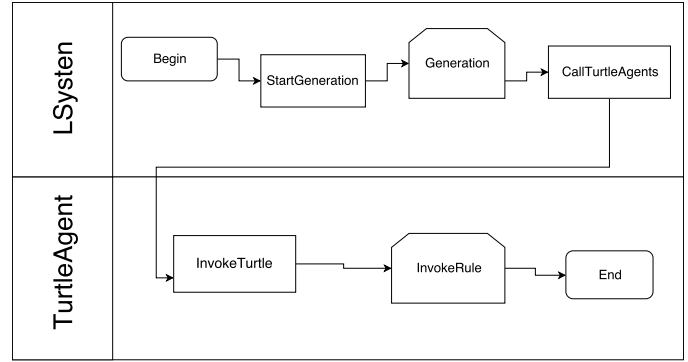 LSysten
Begin
StartGeneration
Generation
CallTurtleAgents
TurtleAgent
InvokeTurtle
InvokeRule
End